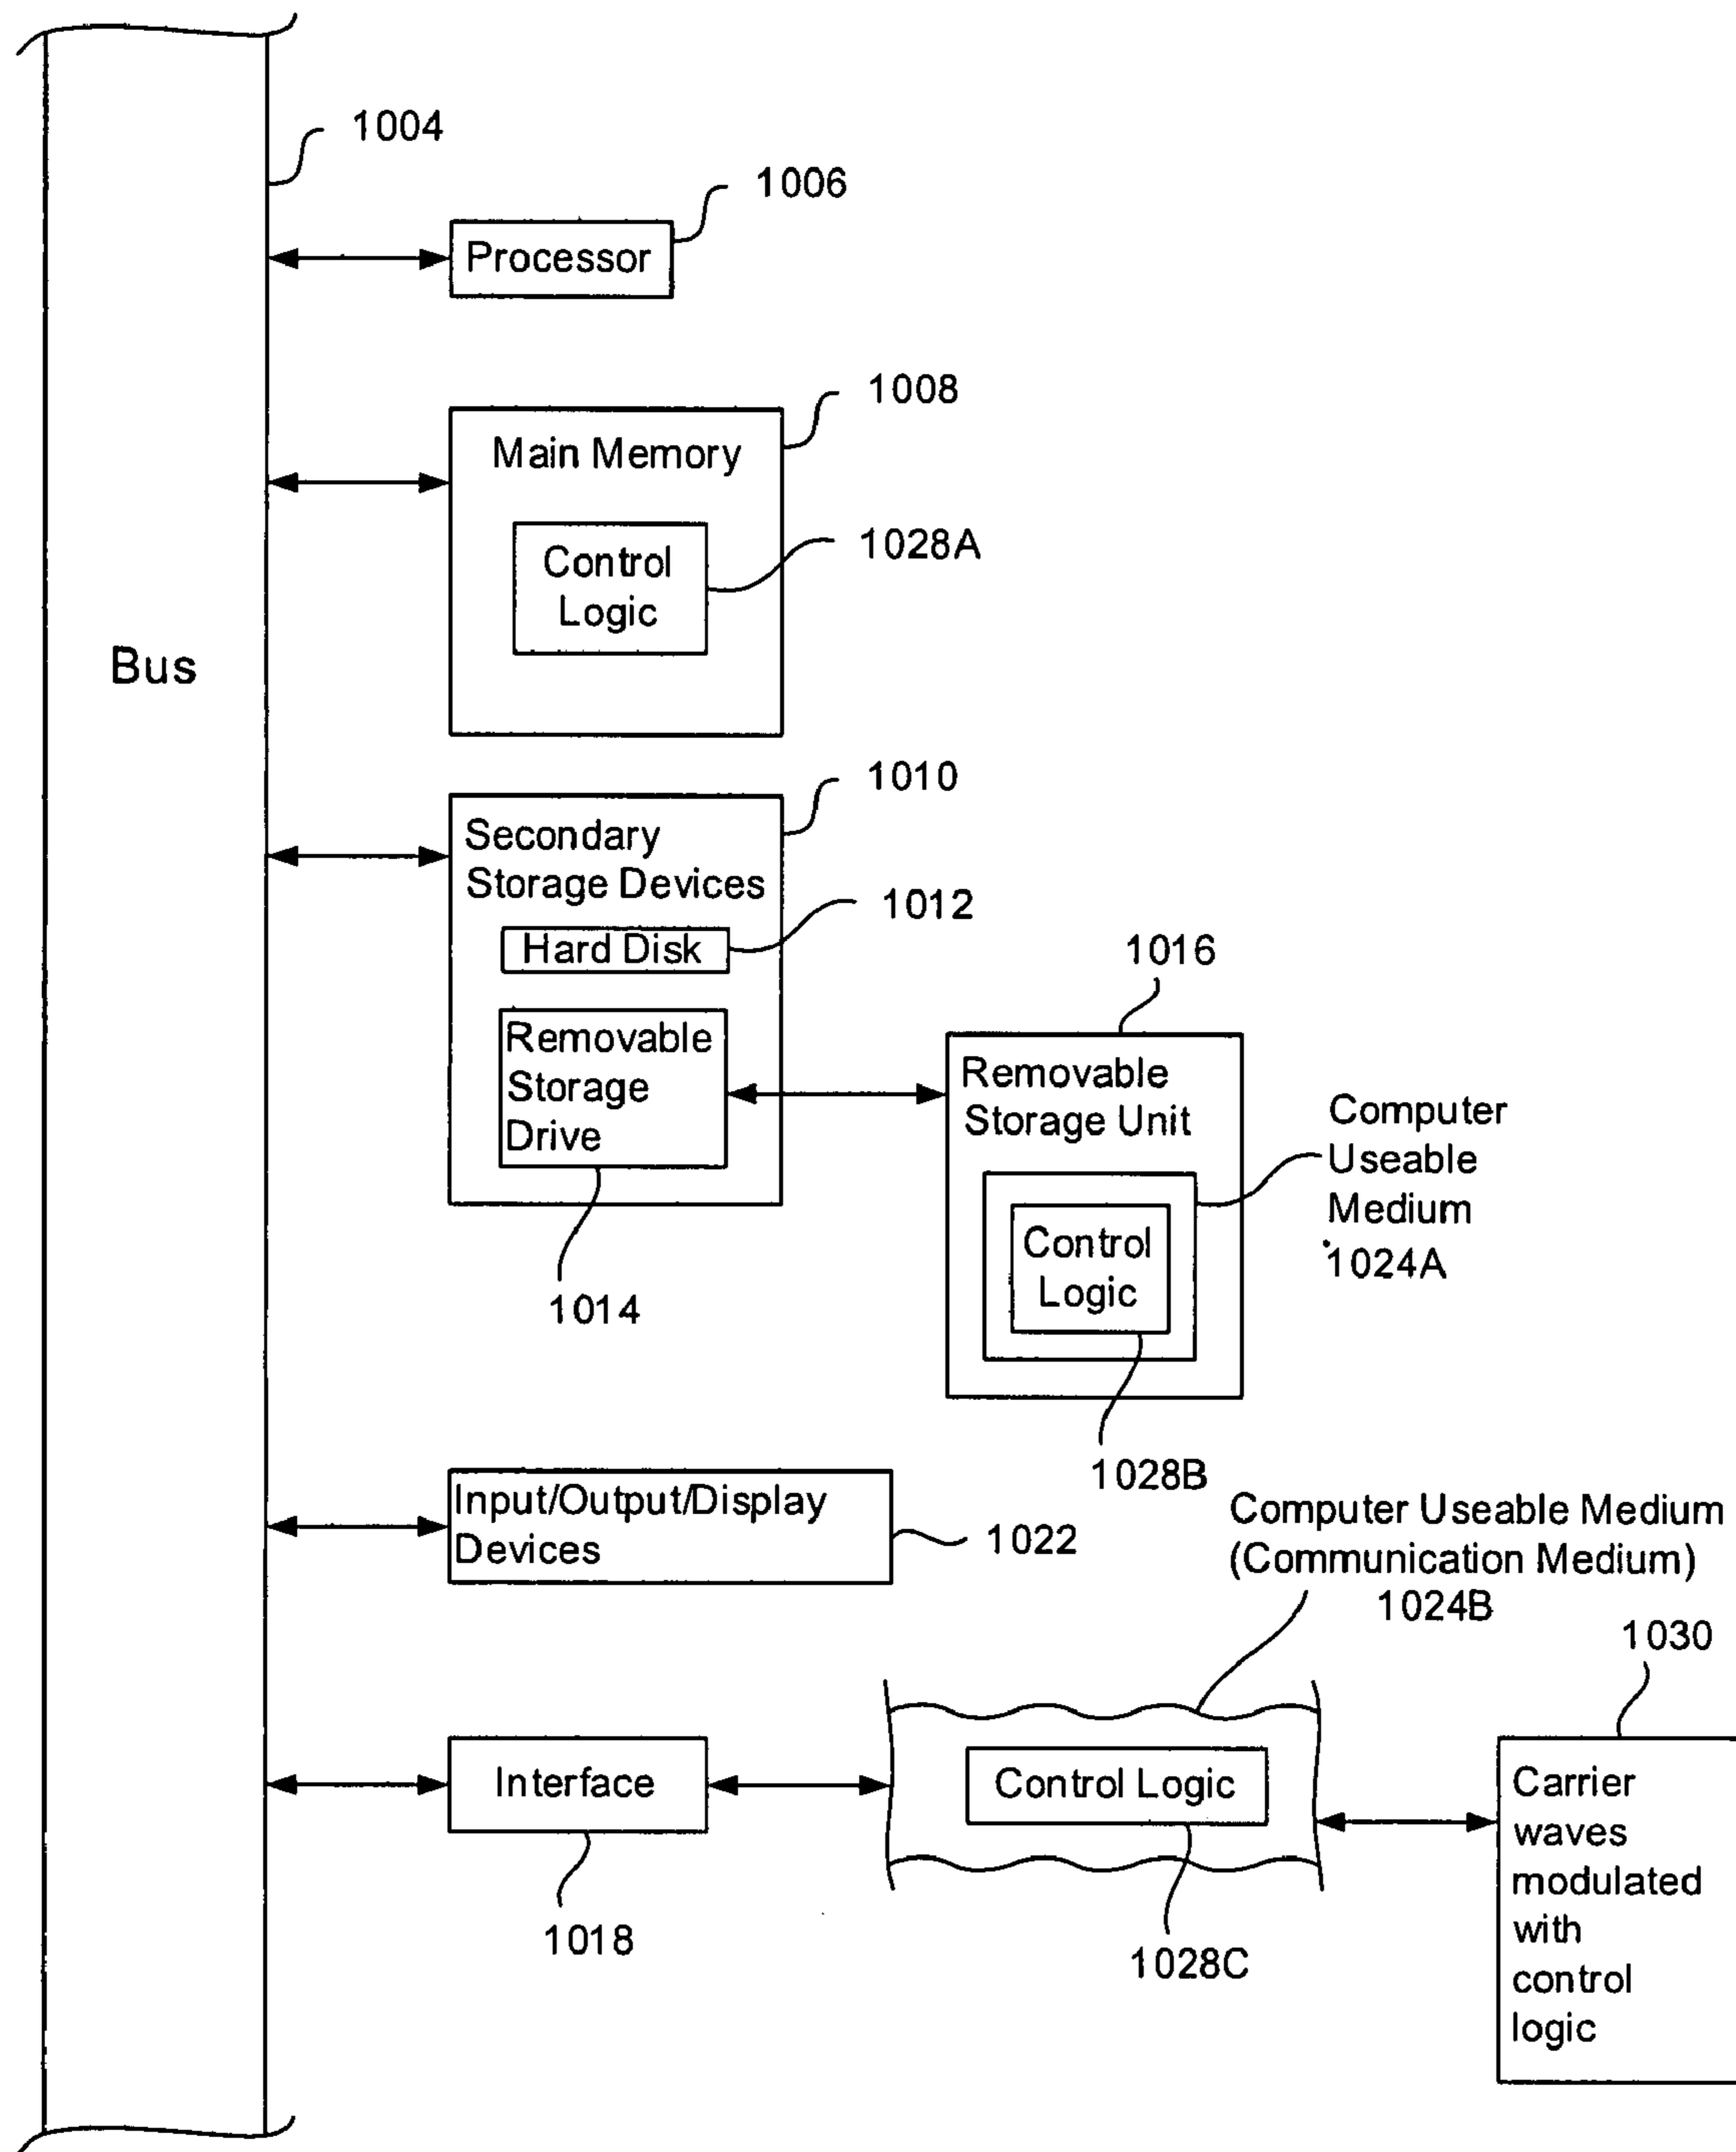 1004
1006
Processor
1008
Main Memory
Control
Logic
1028A
Bus
1010
Secondary
Storage Devices
1012
Hard Disk
Removable
Storage
Drive
1014
1016
Removable
Storage Unit
Computer
Useable
Medium
1024A
Control
Logic
1028B
Input/Output/Display
Devices
1022
Computer Useable Medium
(Communication Medium)
1024B
1030
Interface
1018
Control Logic
1028C
Carrier
waves
modulated
with
control
logic